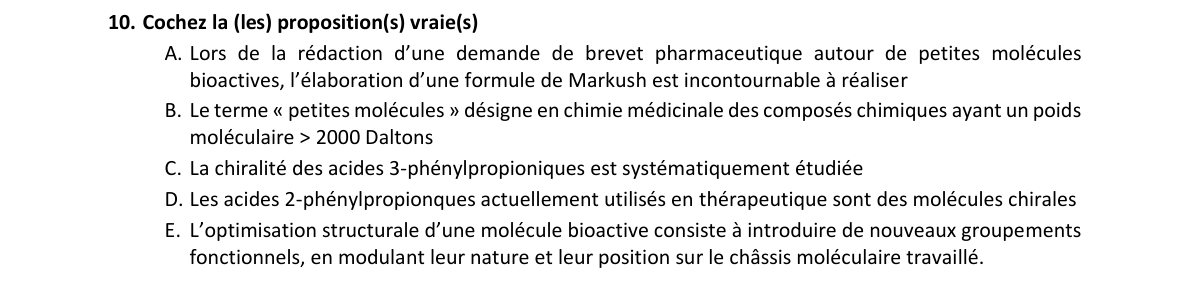 10. Cochez la (les) proposition(s) vraie(s)
A. Lors de la rédaction d’une demande de brevet pharmaceutique autour de petites molécules
bioactives, l’élaboration d’une formule de Markush est incontournable à réaliser
B. Le terme « petites molécules » désigne en chimie médicinale des composés chimiques ayant un poids
moléculaire > 2000 Daltons
C. La chiralité des acides 3-phénylpropioniques est systématiquement étudiée
D. Les acides 2-phénylpropionques actuellement utilisés en thérapeutique sont des molécules chirales
E. L’optimisation structurale d’une molécule bioactive consiste à introduire de nouveaux groupements
fonctionnels, en modulant leur nature et leur position sur le châssis moléculaire travaillé.